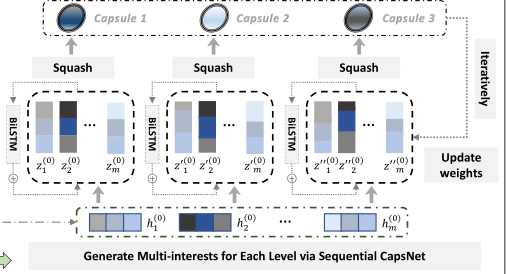 Capsule 1 Capsule 2 Capsule 3
Squash Squash Squash
Iteratively
BiLSTM BiLSTM BiLSTM
... ... ...
z_1^{(0)} z_2^{(0)} z_m^{(0)} z'_1^{(0)} z'_2^{(0)} z'_m^{(0)} z''_1^{(0)} z''_2^{(0)} z''_m^{(0)}
Update
weights
h_1^{(0)} h_2^{(0)} ... h_m^{(0)}
Generate Multi-interests for Each Level via Sequential CapsNet